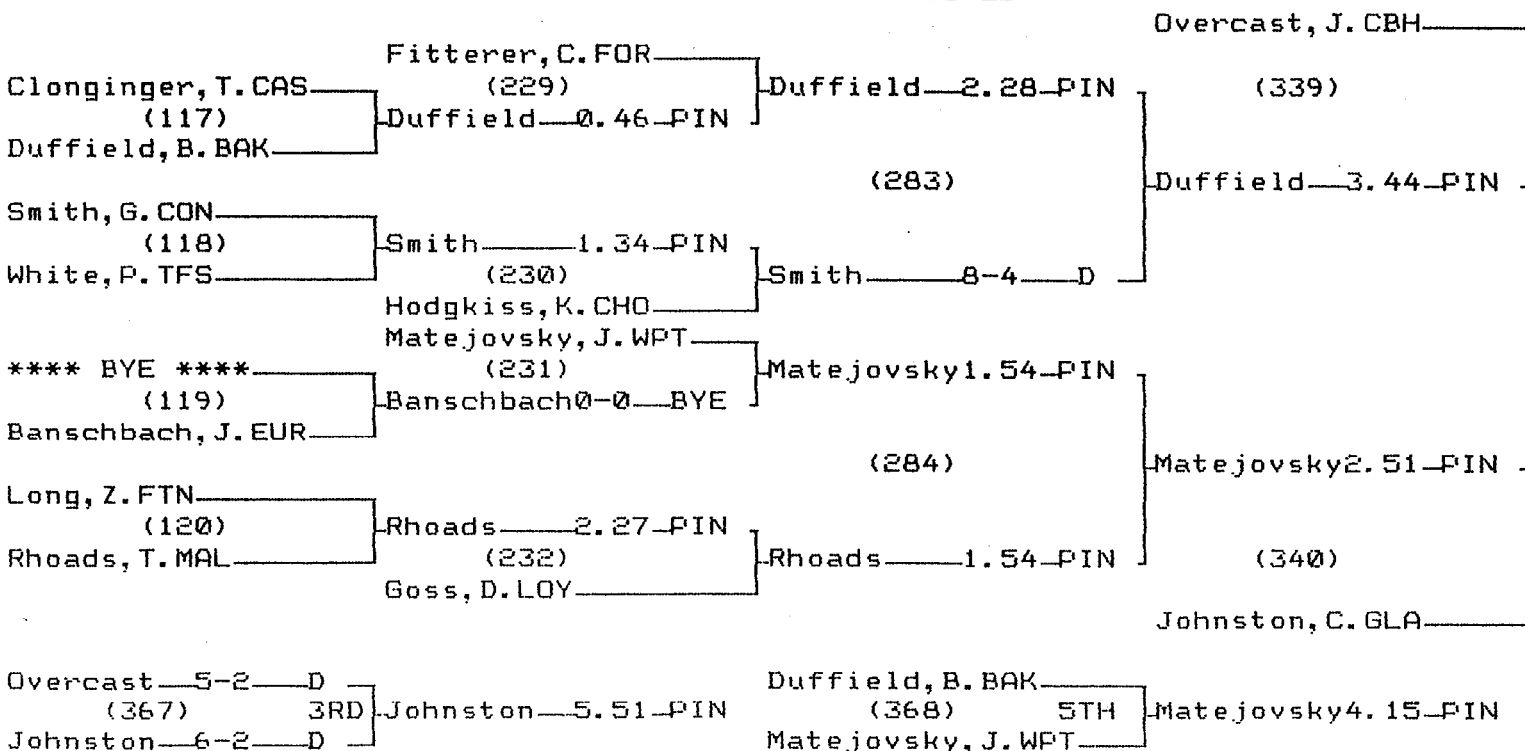 Overcast, J. CBH
Fitterer, C. FOR
Clonginger, T. CAS (229) Duffield 2.28 PIN (339)
(117) Duffield 0.46 PIN
Duffield, B. BAK
(283) Duffield 3.44 PIN
Smith, G. CON
(118) Smith 1.34 PIN
White, P. TFS (230) Smith 8-4 D
Hodgkiss, K. CHO
Matejovsky, J. WPT
**** BYE **** (231) Matejovsky 1.54 PIN
(119) Banschbach 0-0 BYE
Banschbach, J. EUR
(284) Matejovsky 2.51 PIN
Long, Z. FTN
(120) Rhoads 2.27 PIN
Rhoads, T. MAL (232) Rhoads 1.54 PIN (340)
Goss, D. LOY
Johnston, C. GLA
Overcast 5-2 D Duffield, B. BAK
(367) 3RD Johnston 5.51 PIN (368) 5TH Matejovsky 4.15 PIN
Johnston 6-2 D Matejovsky, J. WPT